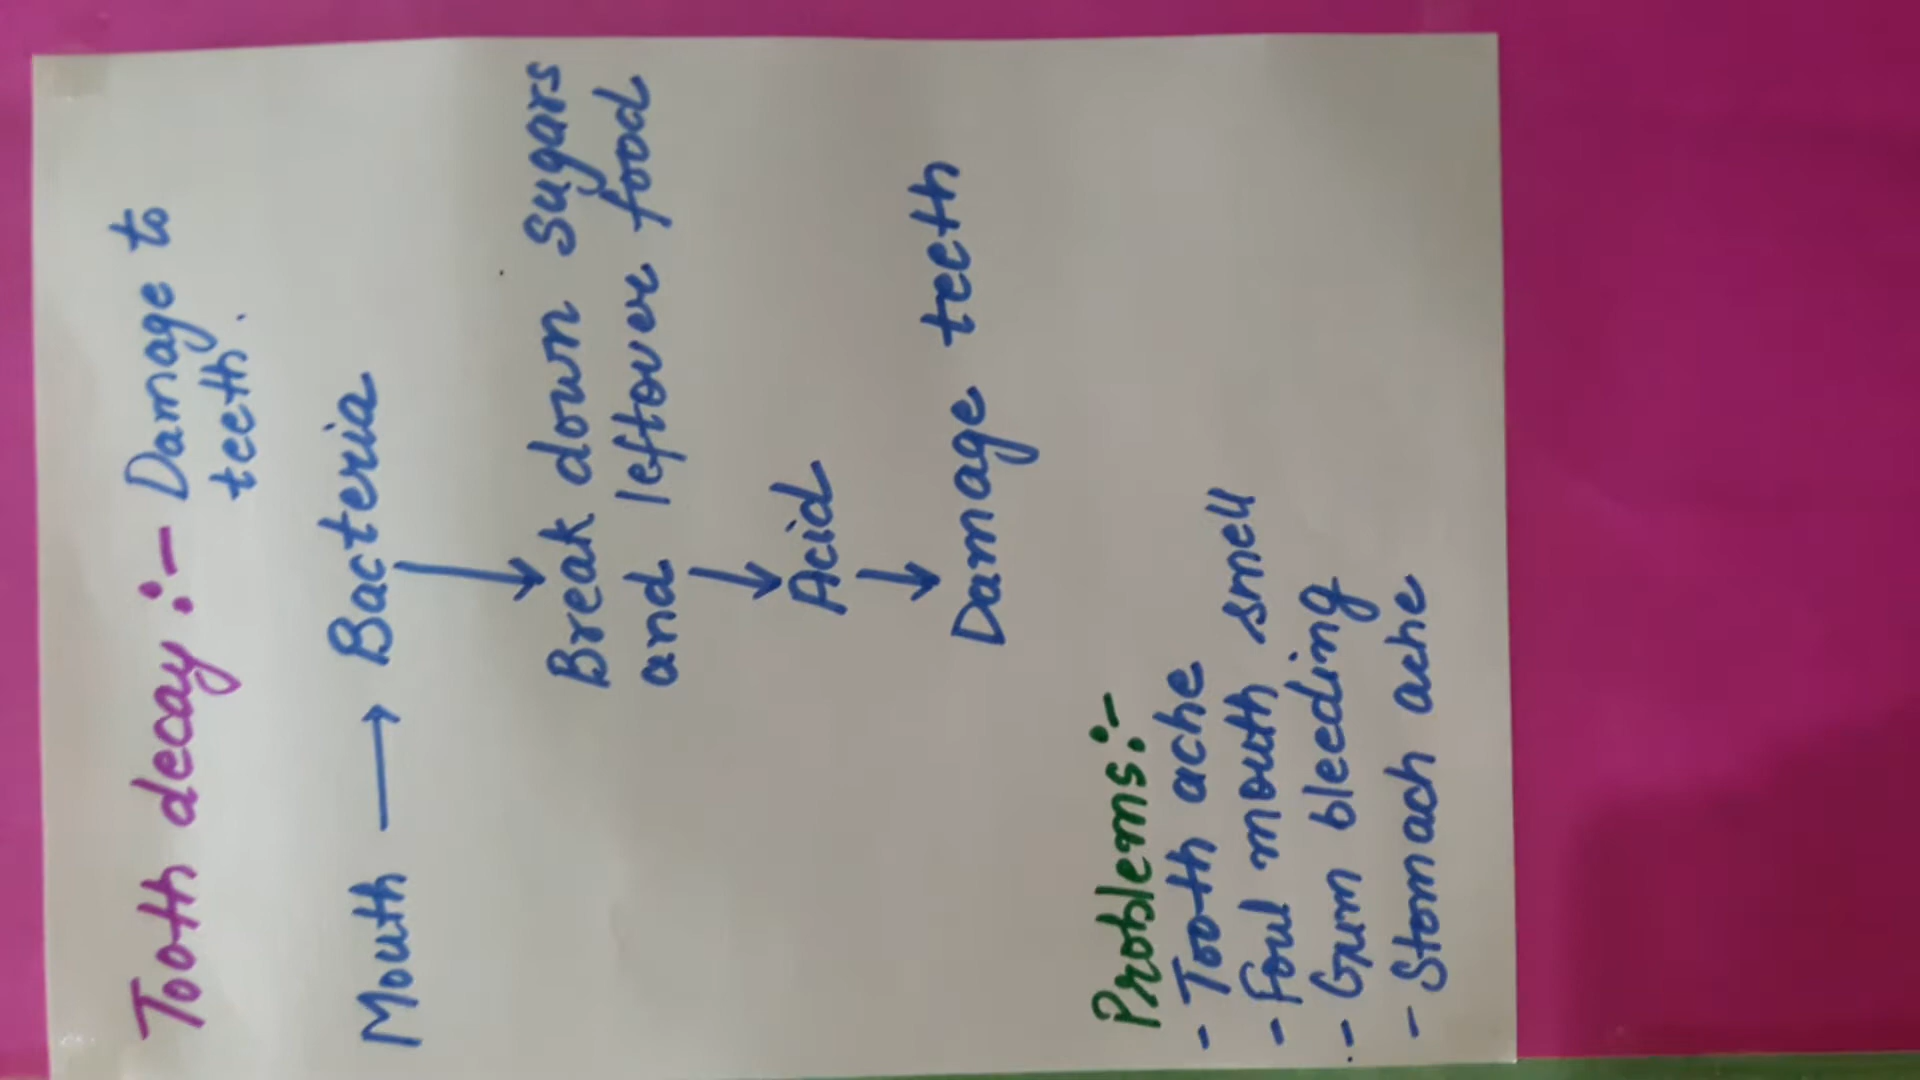 Tooth decay :- Damage to
teeth.
Mouth → Bacteria
↓
Break down sugars
and leftover food
↓
Acid
↓
Damage teeth
Problems :-
- Tooth ache
- Foul mouth smell
- Gum bleeding
- Stomach ache